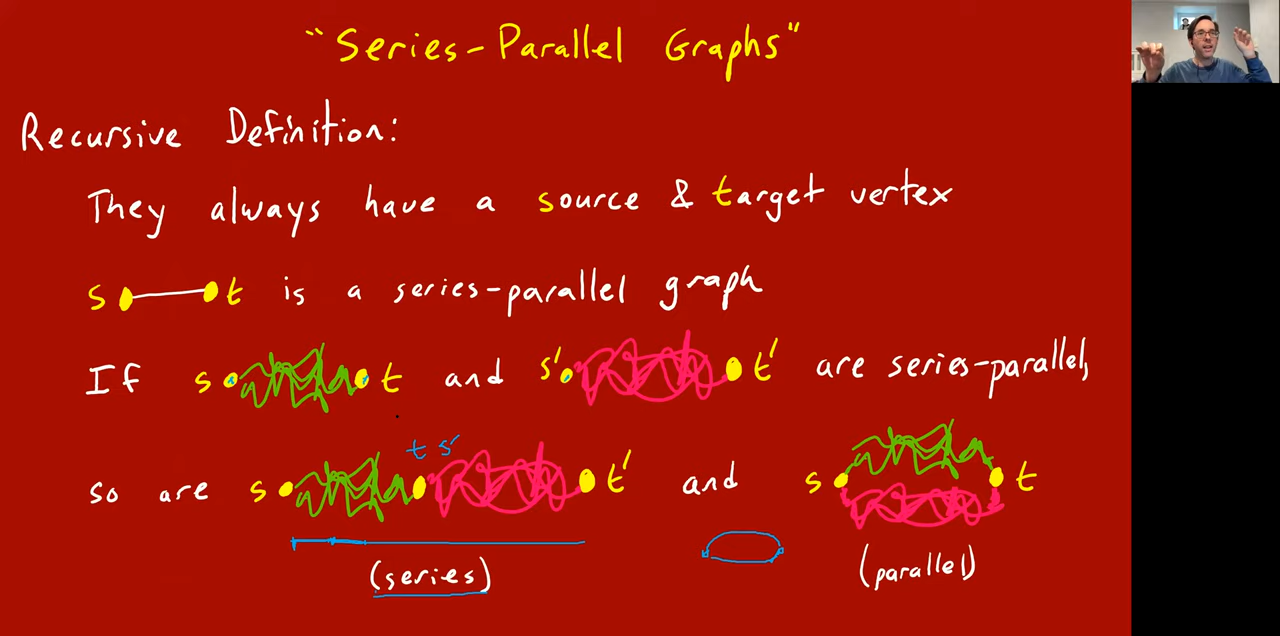 "Series-Parallel Graphs"
Recursive Definition:
They always have a source & target vertex
s t is a series-parallel graph
If s t and s' t' are series-parallel,
t s'
so are s t' and s t
(series) (parallel)